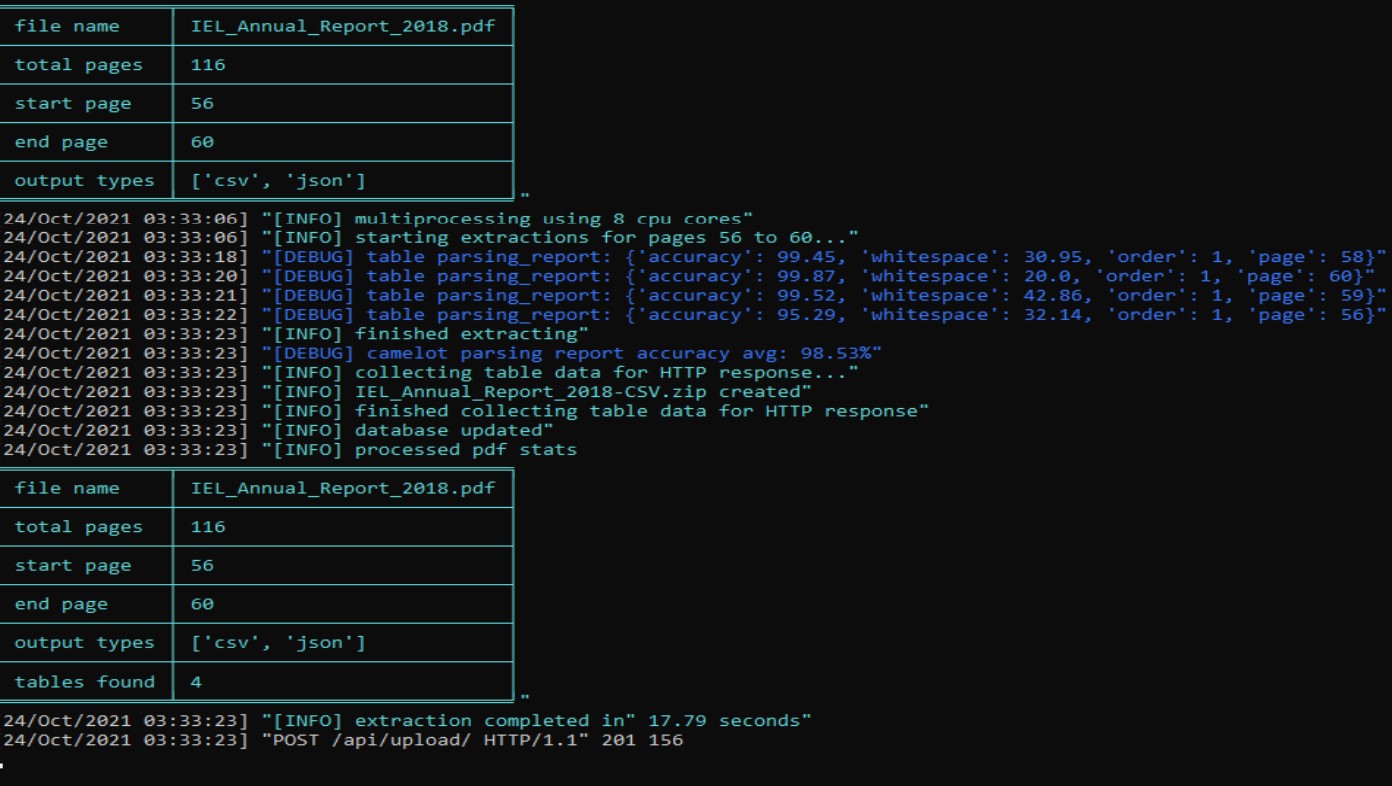 file name IEL_Annual_Report_2018.pdf
total pages 116
start page 56
end page 60
output types ['csv', 'json']
"
24/Oct/2021 03:33:06] "[INFO] multiprocessing using 8 cpu cores"
24/Oct/2021 03:33:06] "[INFO] starting extractions for pages 56 to 60..."
24/Oct/2021 03:33:18] "[DEBUG] table parsing_report: {'accuracy': 99.45, 'whitespace': 30.95, 'order': 1, 'page': 58}"
24/Oct/2021 03:33:20] "[DEBUG] table parsing_report: {'accuracy': 99.87, 'whitespace': 20.0, 'order': 1, 'page': 60}"
24/Oct/2021 03:33:21] "[DEBUG] table parsing_report: {'accuracy': 99.52, 'whitespace': 42.86, 'order': 1, 'page': 59}"
24/Oct/2021 03:33:22] "[DEBUG] table parsing_report: {'accuracy': 95.29, 'whitespace': 32.14, 'order': 1, 'page': 56}"
24/Oct/2021 03:33:23] "[INFO] finished extracting"
24/Oct/2021 03:33:23] "[DEBUG] camelot parsing report accuracy avg: 98.53%"
24/Oct/2021 03:33:23] "[INFO] collecting table data for HTTP response..."
24/Oct/2021 03:33:23] "[INFO] IEL_Annual_Report_2018-CSV.zip created"
24/Oct/2021 03:33:23] "[INFO] finished collecting table data for HTTP response"
24/Oct/2021 03:33:23] "[INFO] database updated"
24/Oct/2021 03:33:23] "[INFO] processed pdf stats
file name IEL_Annual_Report_2018.pdf
total pages 116
start page 56
end page 60
output types ['csv', 'json']
tables found 4
"
24/Oct/2021 03:33:23] "[INFO] extraction completed in" 17.79 seconds"
24/Oct/2021 03:33:23] "POST /api/upload/ HTTP/1.1" 201 156